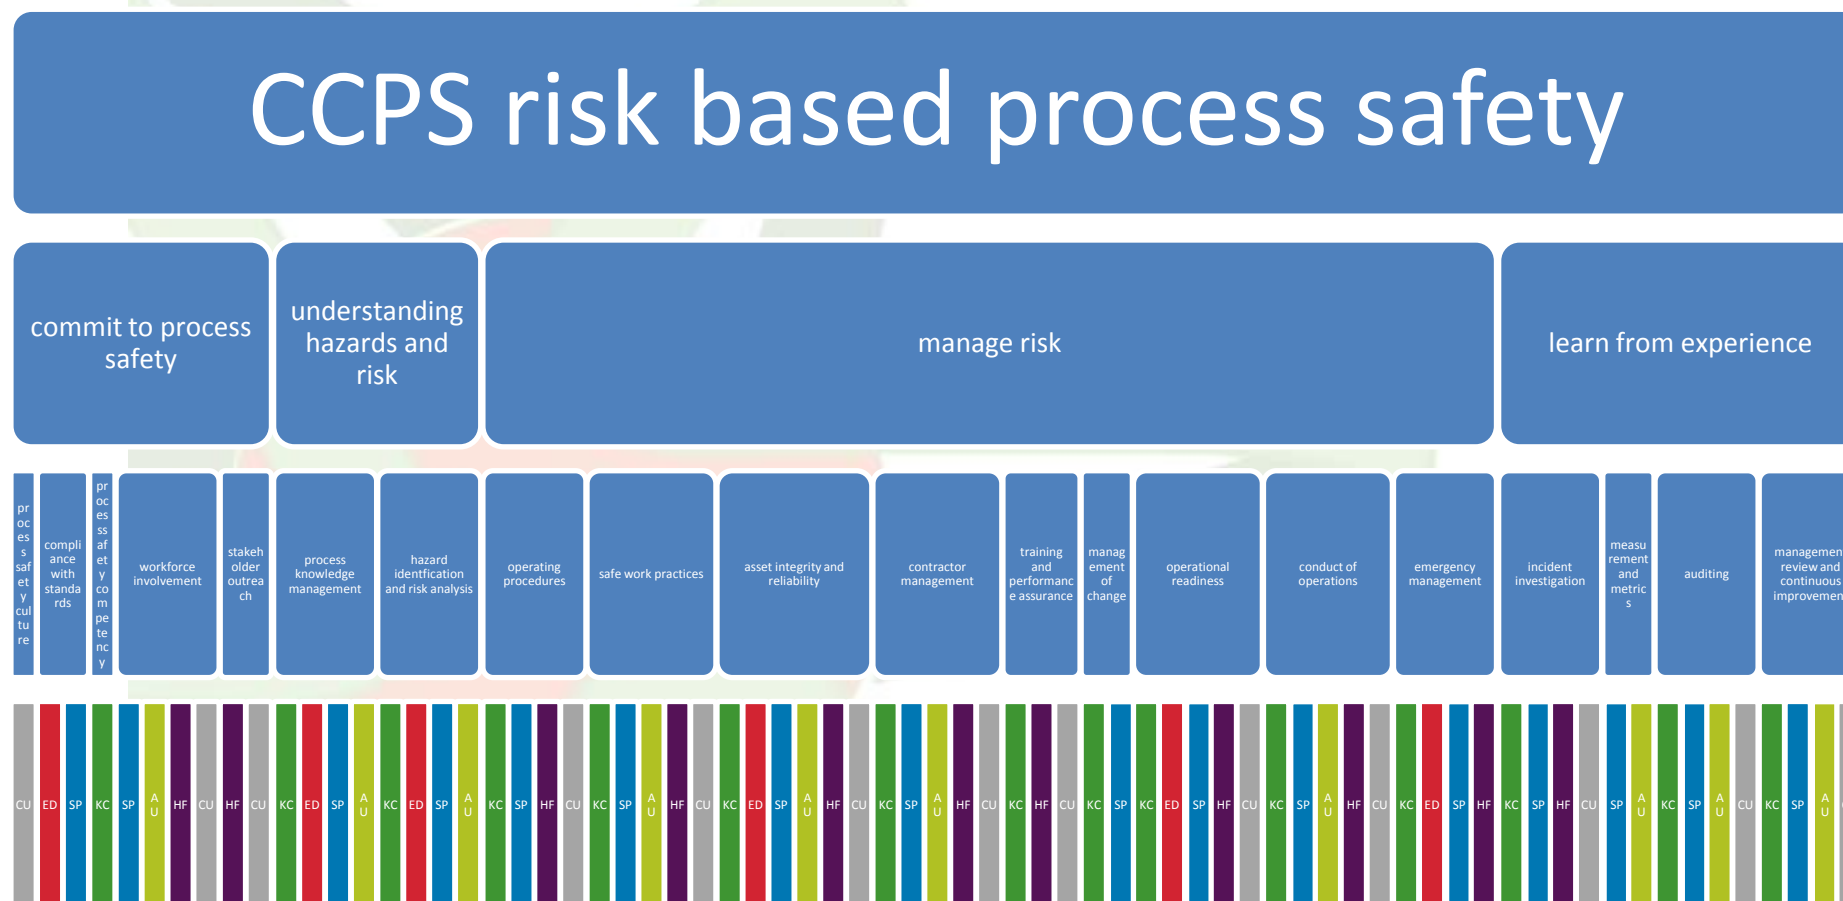 CCPS risk based process safety
commit to process
safety
understanding
hazards and
risk
manage risk
learn from experience
pr
oc
es
s
saf
et
y
cul
tu
re
compli
ance
with
standa
rds
pr
oc
es
ss
af
et
y
co
m
pe
te
nc
y
workforce
involvement
stakeh
older
outrea
ch
process
knowledge
management
hazard
identfication
and risk analysis
operating
procedures
safe work practices
asset integrity and
reliability
contractor
management
training
and
performanc
e assurance
manag
ement
of
change
operational
readiness
conduct of
operations
emergency
management
incident
investigation
measu
rement
and
metric
s
auditing
management
review and
continuous
improvement
CU
ED
SP
KC
SP
A
U
HF
CU
HF
CU
KC
ED
SP
A
U
KC
ED
SP
A
U
KC
SP
HF
CU
KC
SP
A
U
HF
CU
KC
ED
SP
A
U
HF
CU
KC
SP
A
U
HF
CU
KC
HF
CU
KC
SP
KC
ED
SP
HF
CU
KC
SP
A
U
HF
CU
KC
ED
SP
HF
KC
SP
HF
CU
SP
A
U
KC
SP
A
U
CU
KC
SP
A
U